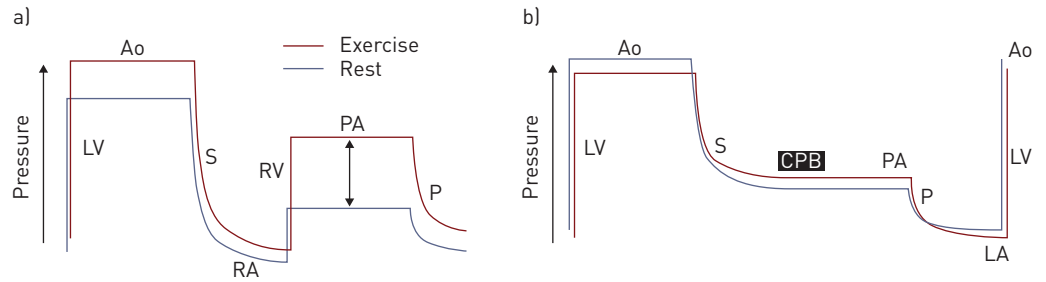 a)
Ao
Exercise
Rest
Pressure
LV
S
RV
PA
P
RA
b)
Ao
Ao
Pressure
LV
S
CPB
PA
P
LV
LA